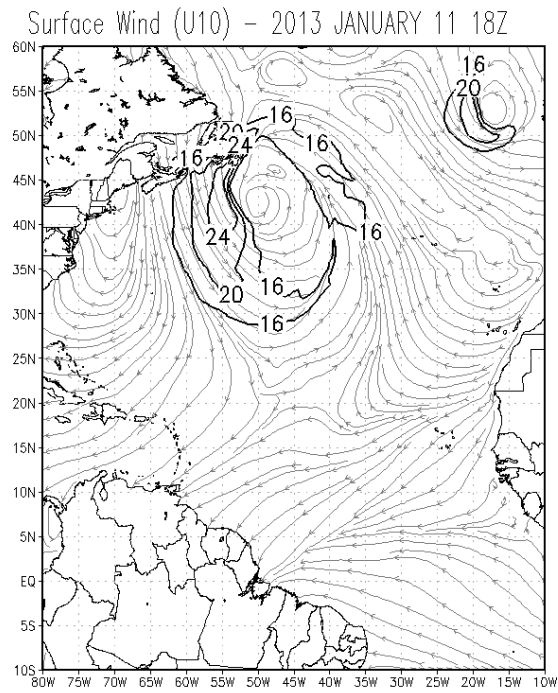 Surface Wind (U10) – 2013 JANUARY 11 18Z
60N
55N
50N
45N
40N
35N
30N
25N
20N
15N
10N
5N
EQ
5S
10S
80W 75W 70W 65W 60W 55W 50W 45W 40W 35W 30W 25W 20W 15W 10W
16
20
16
20
16
24
16
16
24
16
20
16